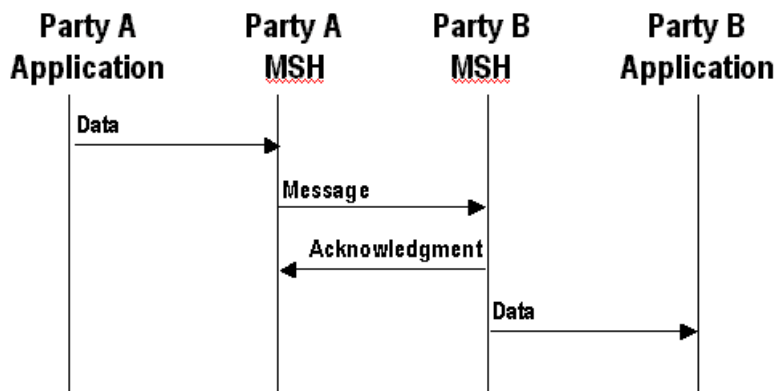 Party A Party A Party B Party B
Application MSH MSH Application
Data
Message
Acknowledgment
Data